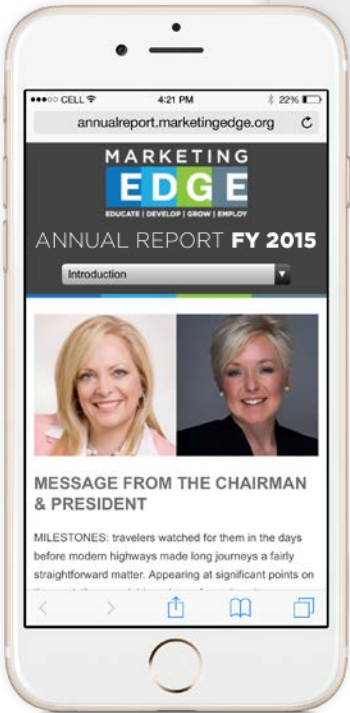 CELL 4:21 PM 22%
annualreport.marketingedge.org
MARKETING
EDGE
EDUCATE | DEVELOP | GROW | EMPLOY
ANNUAL REPORT FY 2015
Introduction
MESSAGE FROM THE CHAIRMAN
& PRESIDENT
MILESTONES: travelers watched for them in the days
before modern highways made long journeys a fairly
straightforward matter. Appearing at significant points on